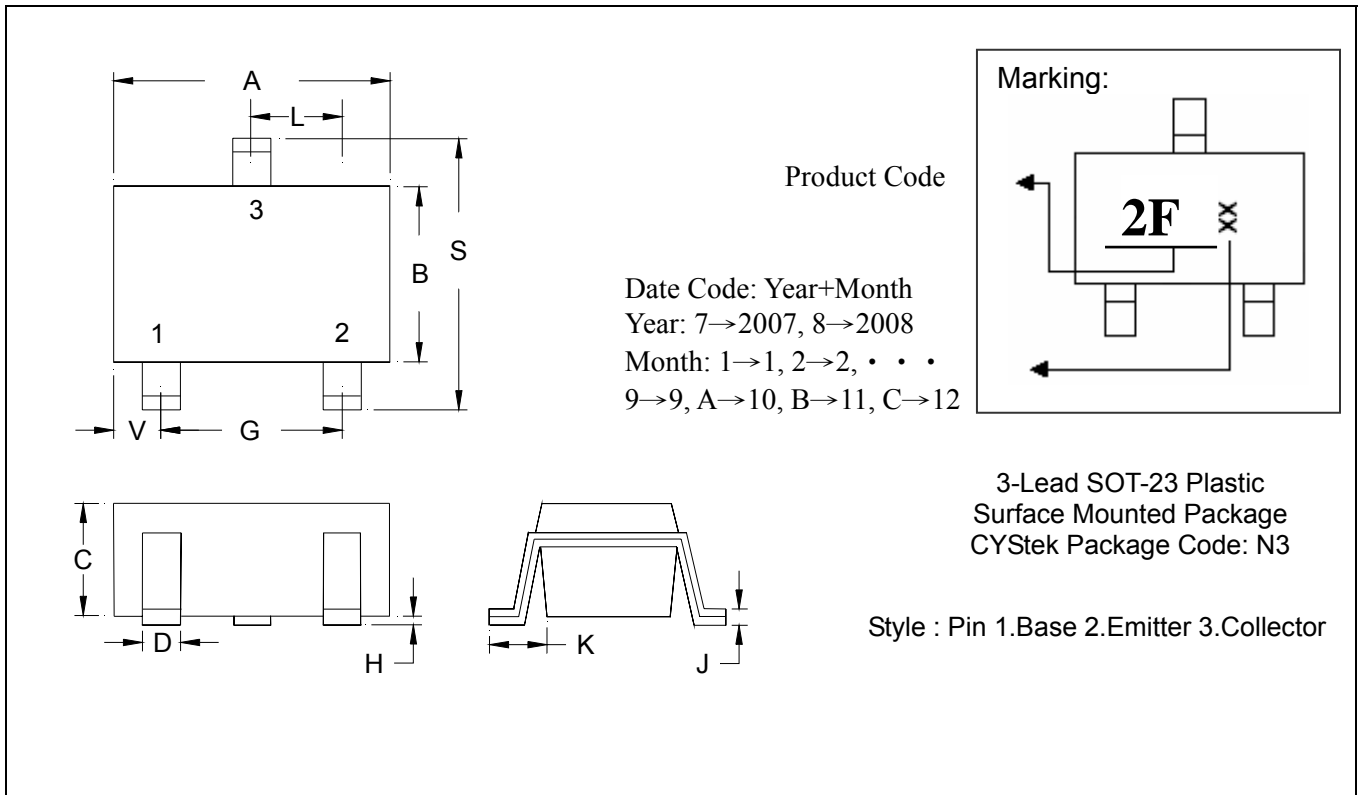 A
L
3
S
B
1
2
V
G
C
D
H
K
J
Marking:
Product Code
2F
XX
Date Code: Year+Month
Year: 7→2007, 8→2008
Month: 1→1, 2→2, • • •
9→9, A→10, B→11, C→12
3-Lead SOT-23 Plastic
Surface Mounted Package
CYStek Package Code: N3
Style : Pin 1.Base 2.Emitter 3.Collector